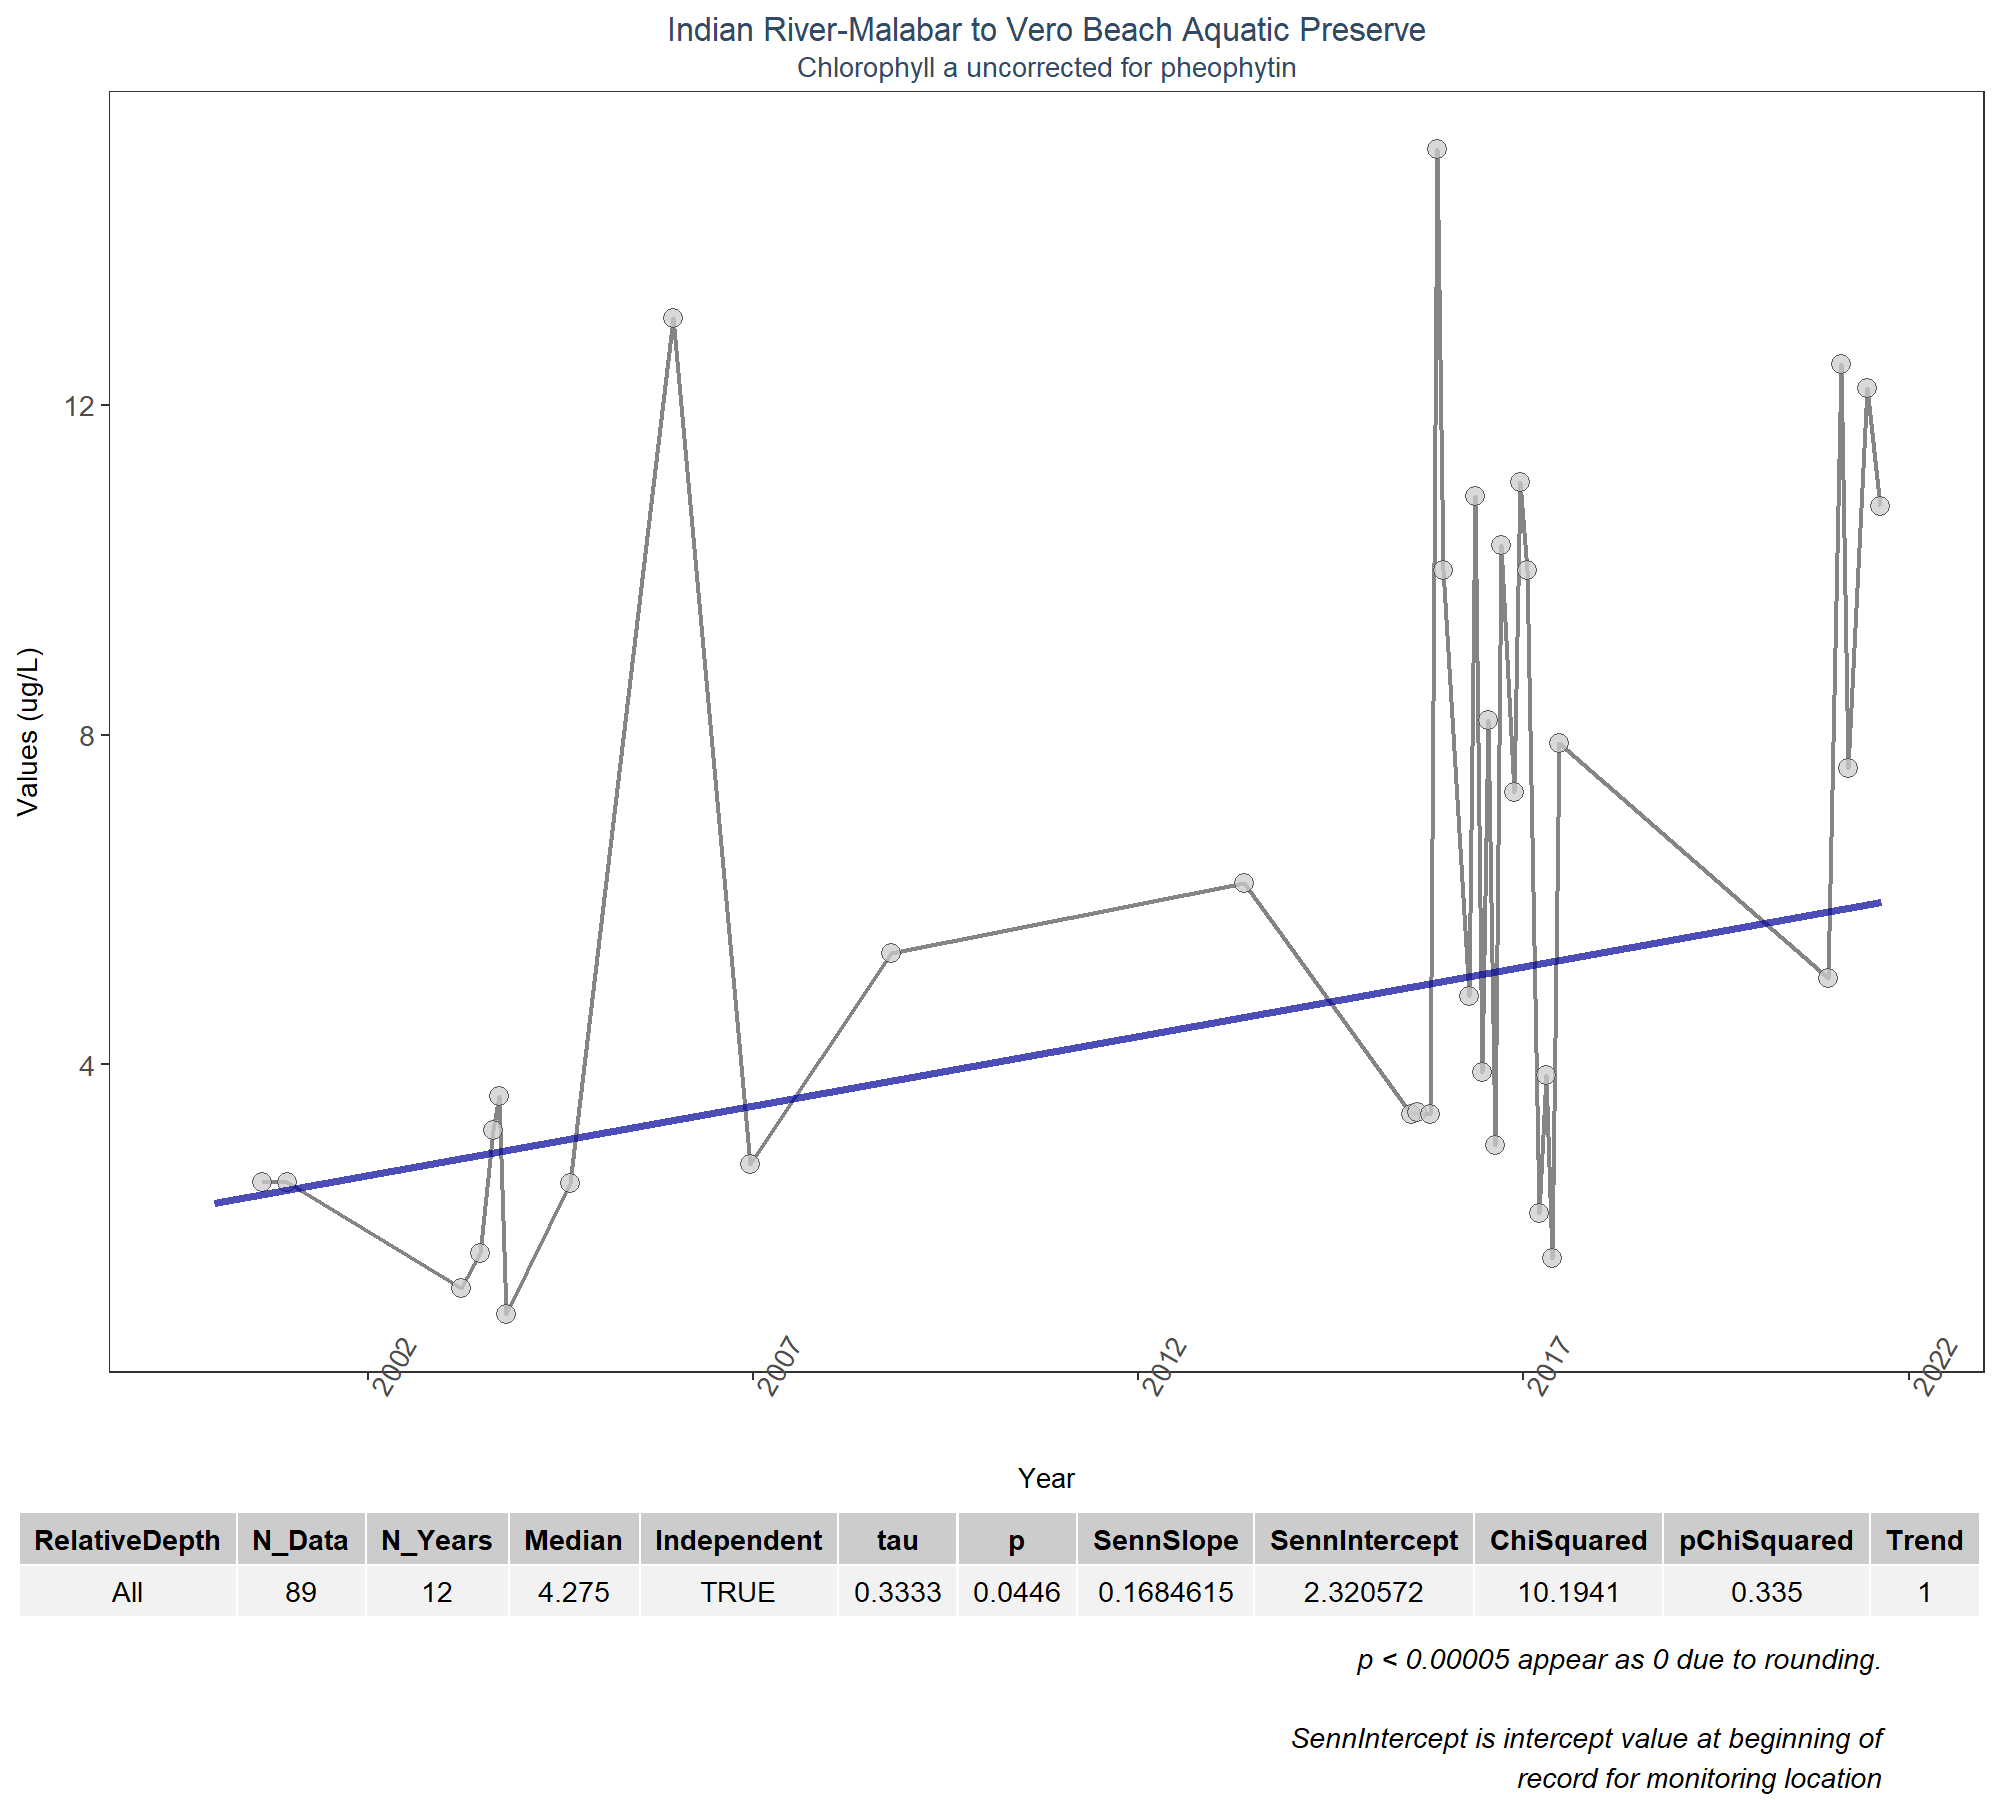 Indian River-Malabar to Vero Beach Aquatic Preserve
Chlorophyll a uncorrected for pheophytin
12
8
4
Values (ug/L)
2002
2007
2012
2017
2022
Year
RelativeDepth N_Data N_Years Median Independent tau p SennSlope SennIntercept ChiSquared pChiSquared Trend
All 89 12 4.275 TRUE 0.3333 0.0446 0.1684615 2.320572 10.1941 0.335 1
p < 0.00005 appear as 0 due to rounding.
SennIntercept is intercept value at beginning of
record for monitoring location